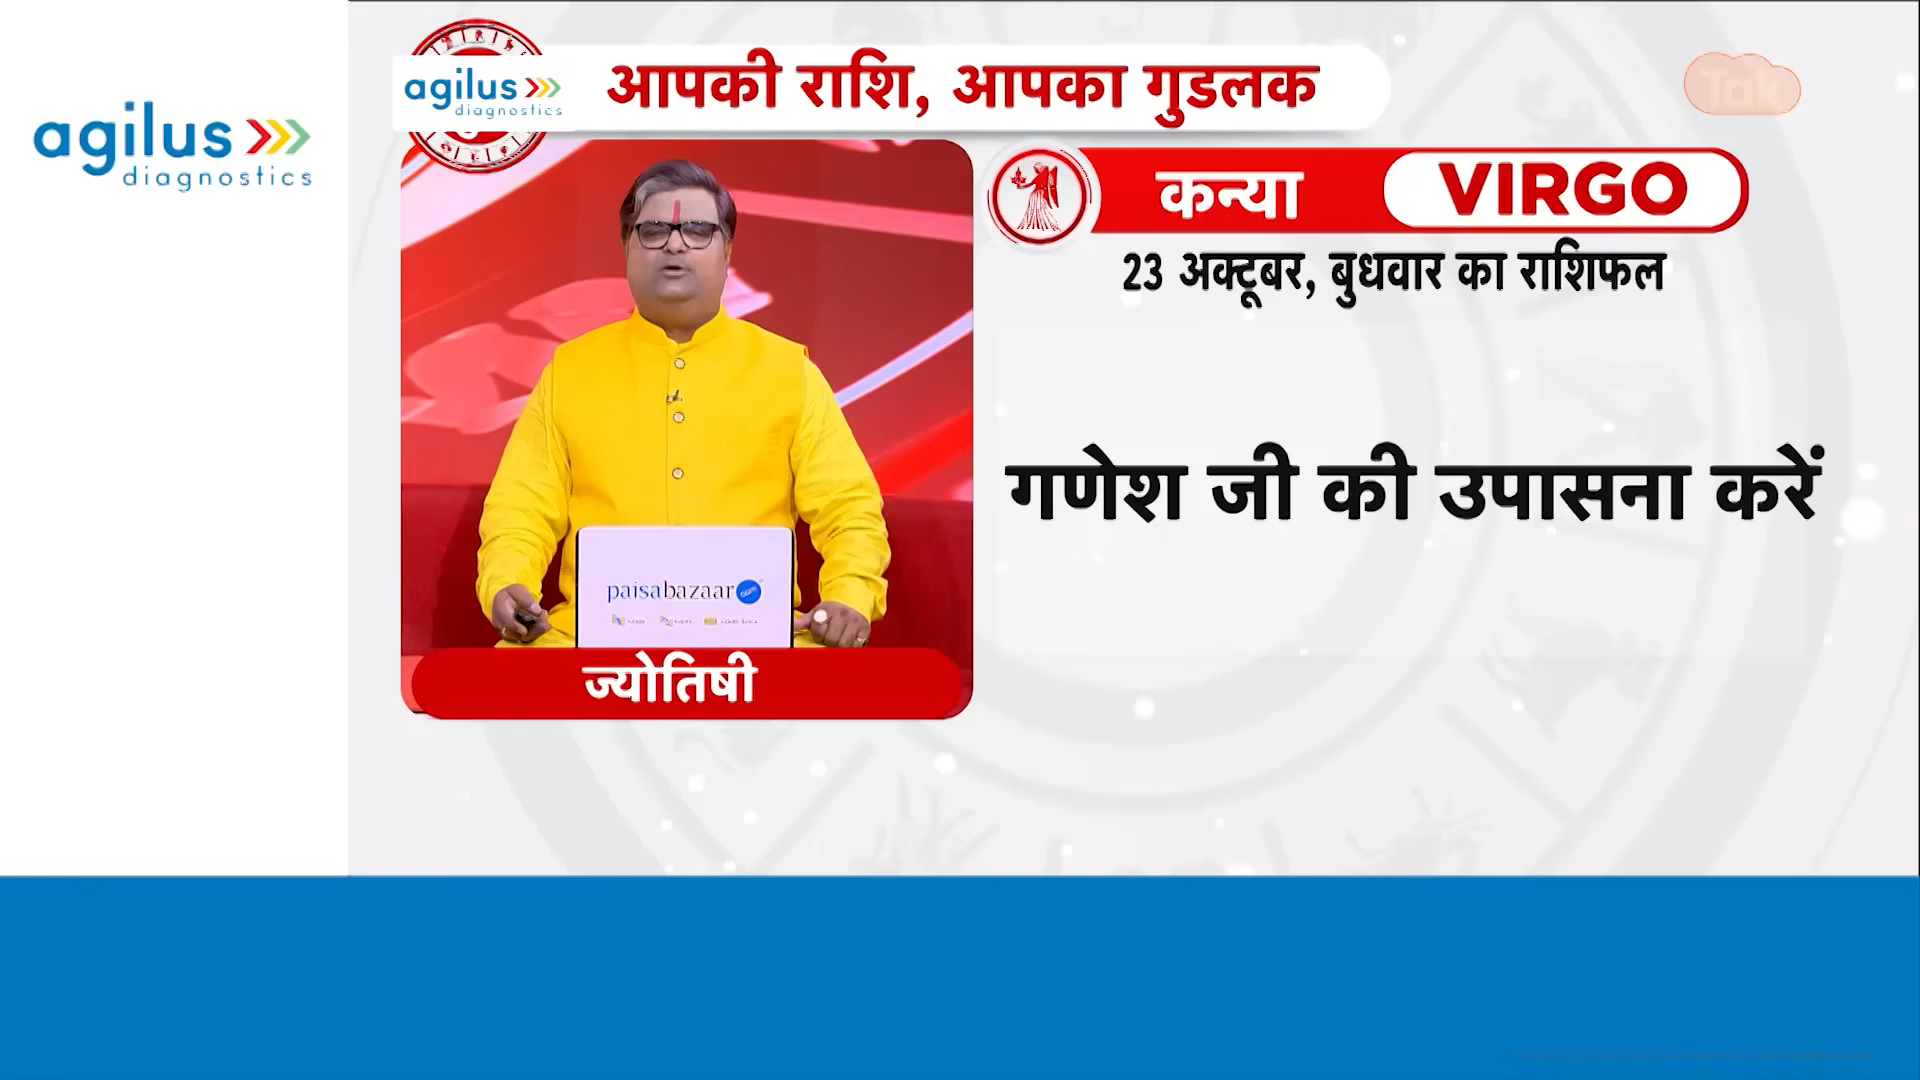 agilus
diagnostics
agilus
diagnostics
आपकी राशि, आपका गुडलक
Tak
कन्या
VIRGO
23 अक्टूबर, बुधवार का राशिफल
गणेश जी की उपासना करें
paisabazaar
ज्योतिषी